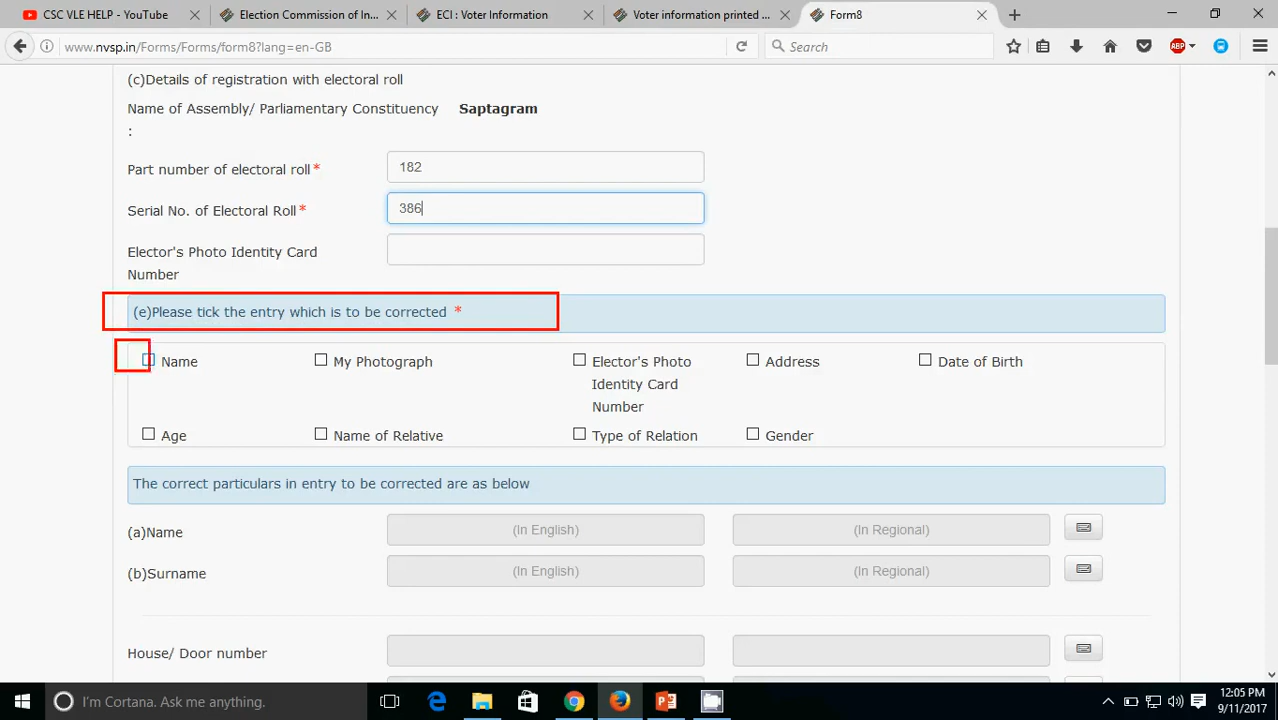 CSC VLE HELP - YouTube
Election Commission of In...
ECI : Voter Information
Voter information printed ...
Form8
www.nvsp.in/Forms/Forms/form8?lang=en-GB
Search
ABP
(c)Details of registration with electoral roll
Name of Assembly/ Parliamentary Constituency Saptagram
:
Part number of electoral roll* 182
Serial No. of Electoral Roll* 386
Elector's Photo Identity Card
Number
(e)Please tick the entry which is to be corrected *
Name My Photograph Elector's Photo Address Date of Birth
Identity Card
Number
Age Name of Relative Type of Relation Gender
The correct particulars in entry to be corrected are as below
(a)Name (In English) (In Regional)
(b)Surname (In English) (In Regional)
House/ Door number
I'm Cortana. Ask me anything.
12:05 PM
9/11/2017